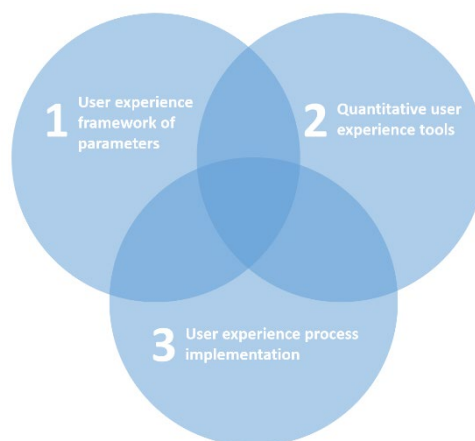 1 User experience
framework of
parameters
2 Quantitative user
experience tools
3 User experience process
implementation